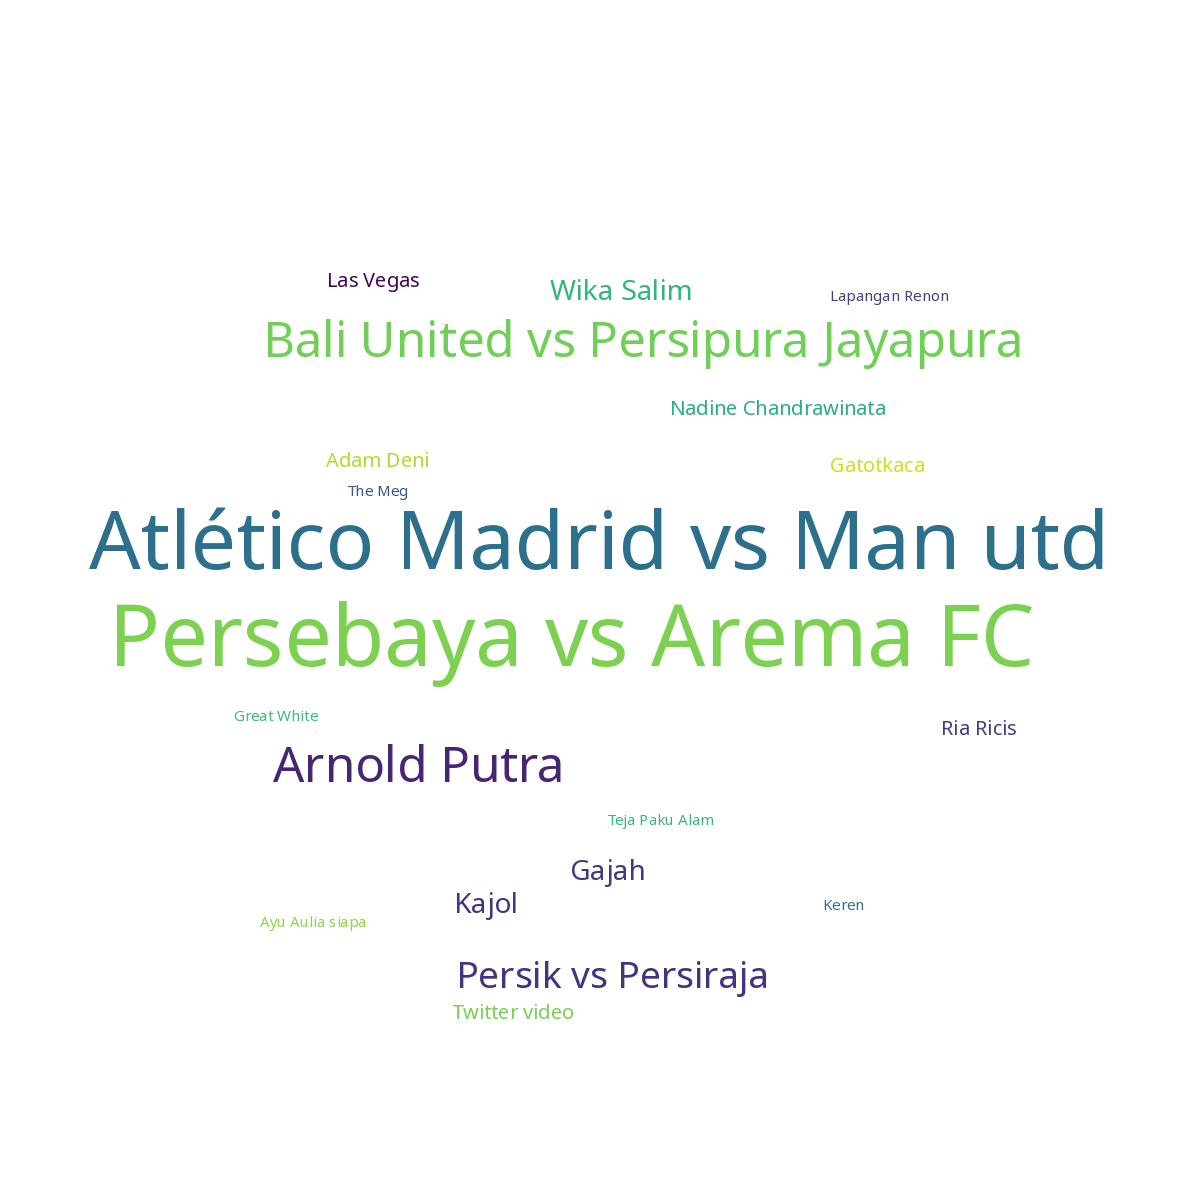 Las Vegas
Wika Salim
Lapangan Renon
Bali United vs Persipura Jayapura
Nadine Chandrawinata
Adam Deni
Gatotkaca
The Meg
Atlético Madrid vs Man utd
Persebaya vs Arema FC
Great White
Ria Ricis
Arnold Putra
Teja Paku Alam
Gajah
Kajol
Keren
Ayu Aulia siapa
Persik vs Persiraja
Twitter video